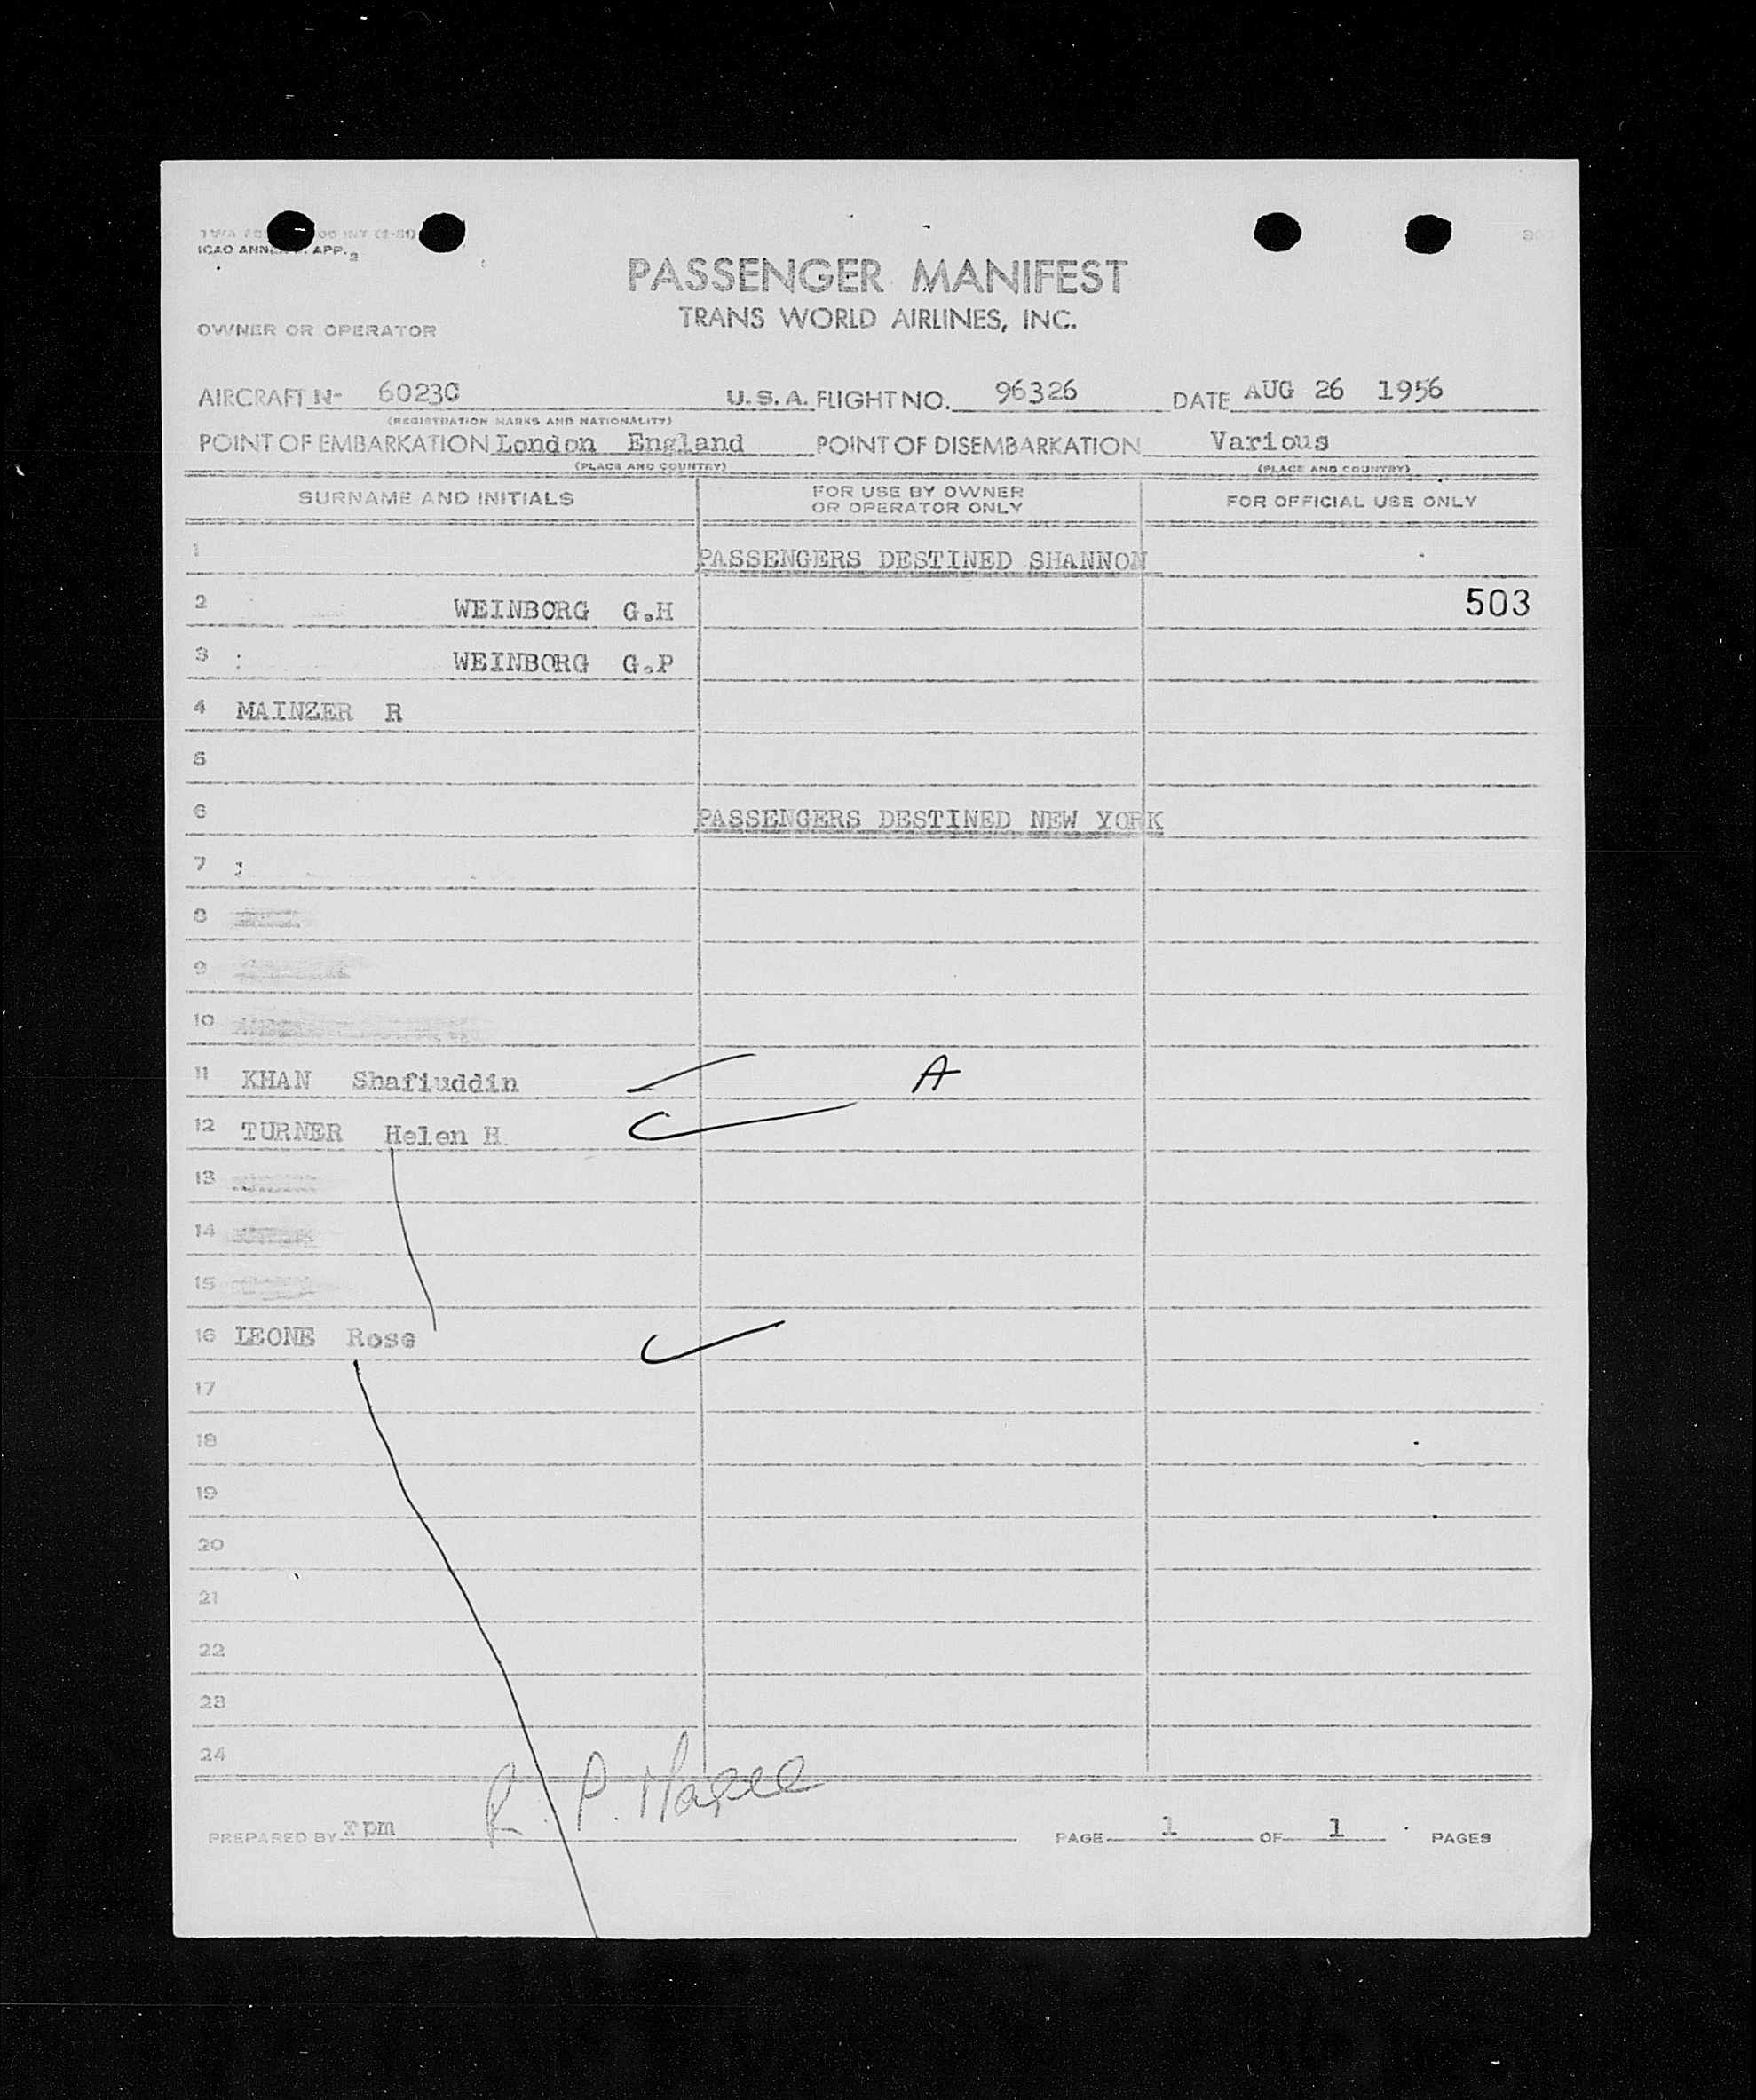 ICAO ANN APP. 2
PASSENGER MANIFEST
TRANS WORLD AIRLINES, INC.
OWNER OR OPERATOR
AIRCRAFT N- 6023C U.S.A. FLIGHT NO. 96326 DATE AUG 26 1956
(REGISTRATION MARKS AND NATIONALITY)
POINT OF EMBARKATION London England POINT OF DISEMBARKATION Various
(PLACE AND COUNTRY) (PLACE AND COUNTRY)
SURNAME AND INITIALS FOR USE BY OWNER OR OPERATOR ONLY FOR OFFICIAL USE ONLY
1 PASSENGERS DESTINED SHANNON
2 WEINBORG G.H 503
3 : WEINBORG G.P
4 MAINZER R
5
6 PASSENGERS DESTINED NEW YORK
7 :
8
9
10
11 KHAN Shafiuddin A
12 TURNER Helen H.
13
14
15
16 LEONE Rose
17
18
19
20
21
22
23
24
R. P. Magee
PREPARED BY rpm PAGE 1 OF 1 PAGES